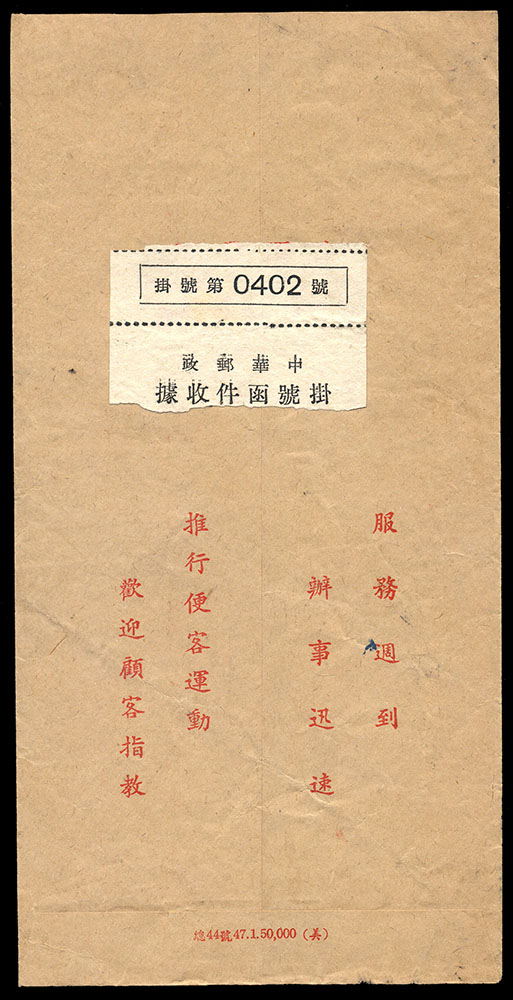 掛號第0402號
中華郵政
掛號函件收據
服務週到
辦事迅速
推行便客運動
歡迎顧客指教
總44號47.1.50,000(美)